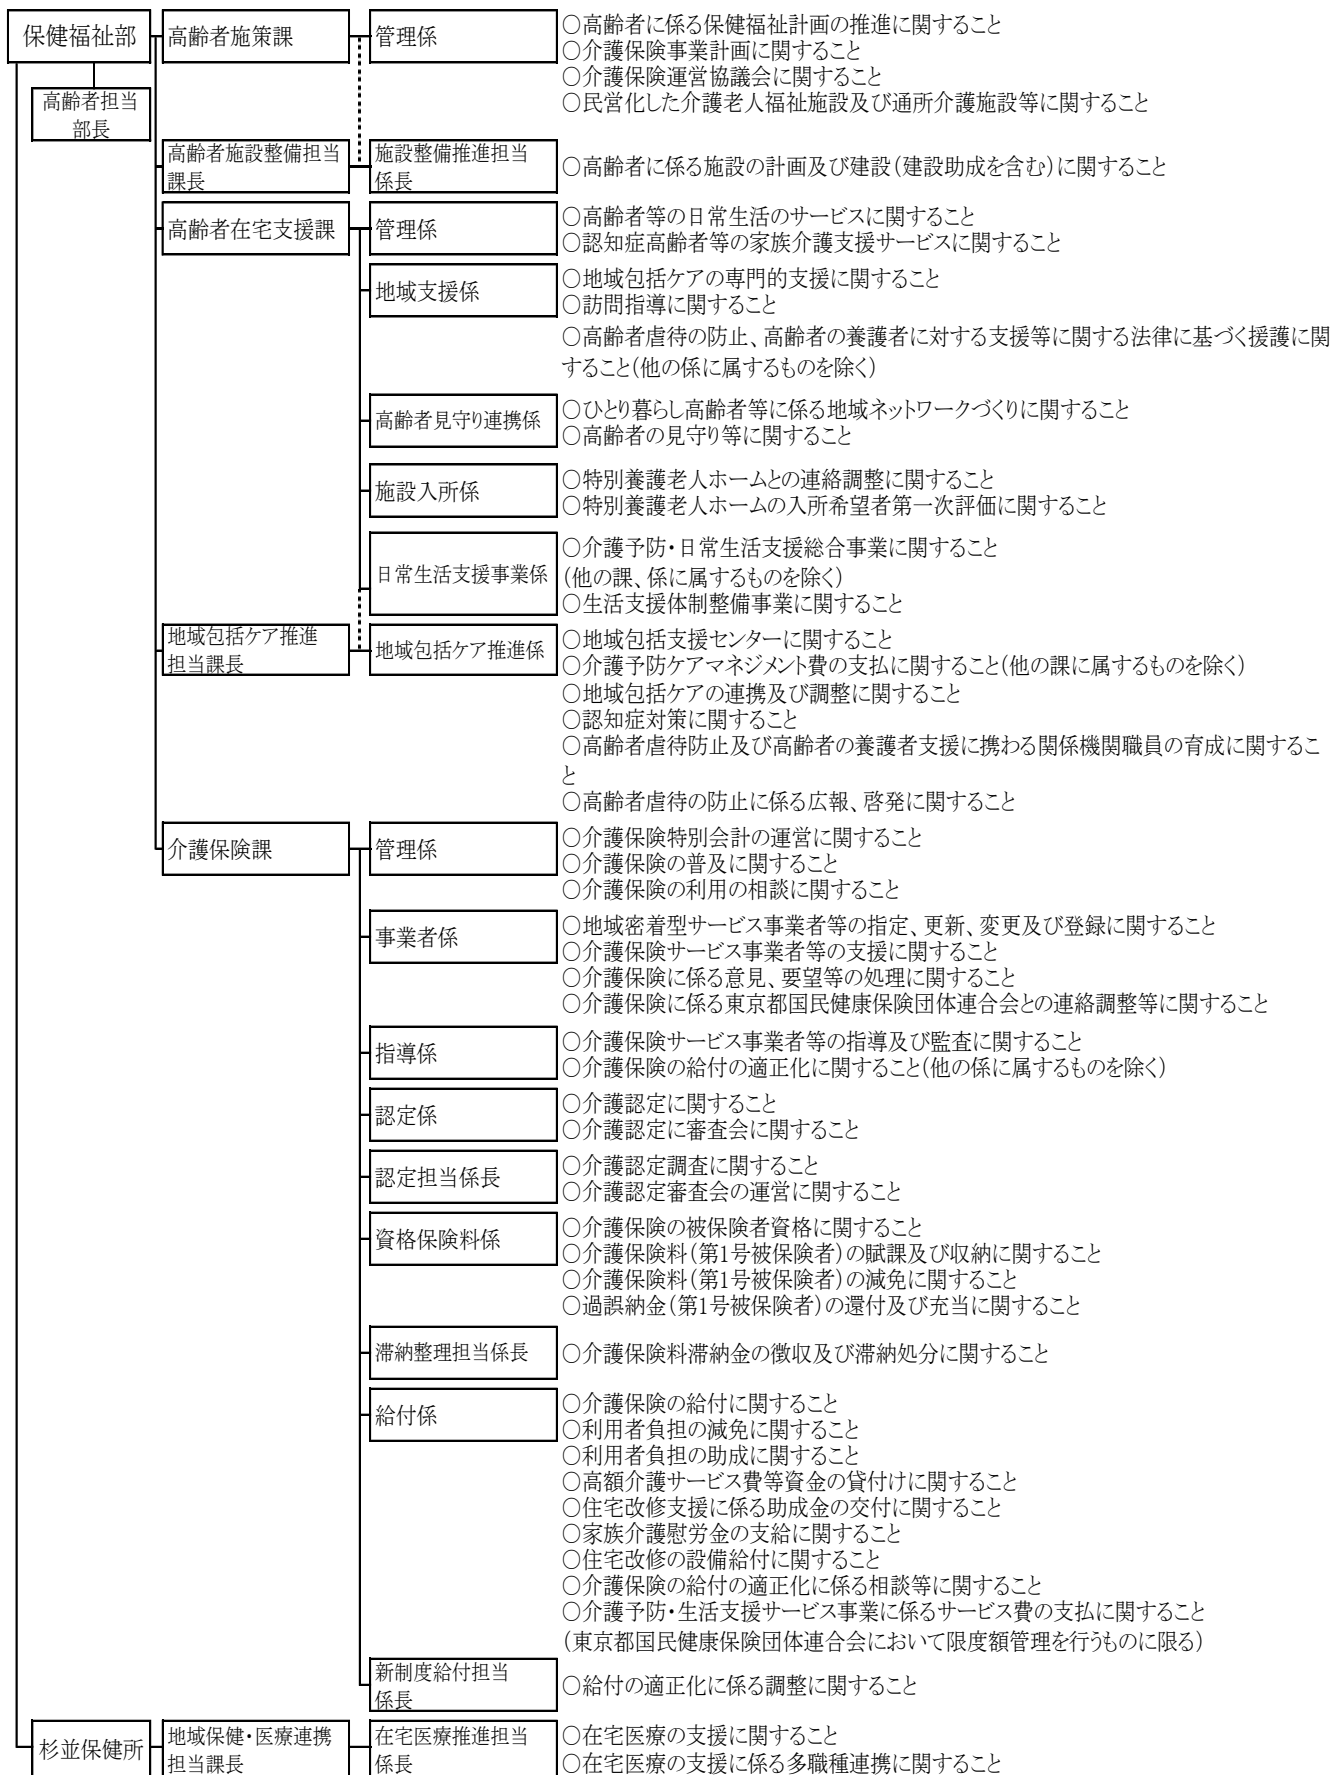 保健福祉部
高齢者担当
部長
高齢者施策課
管理係
○高齢者に係る保健福祉計画の推進に関すること
○介護保険事業計画に関すること
○介護保険運営協議会に関すること
○民営化した介護老人福祉施設及び通所介護施設等に関すること
高齢者施設整備担当
課長
施設整備推進担当
係長
○高齢者に係る施設の計画及び建設(建設助成を含む)に関すること
高齢者在宅支援課
管理係
○高齢者等の日常生活のサービスに関すること
○認知症高齢者等の家族介護支援サービスに関すること
地域支援係
○地域包括ケアの専門的支援に関すること
○訪問指導に関すること
○高齢者虐待の防止、高齢者の養護者に対する支援等に関する法律に基づく援護に関
すること(他の係に属するものを除く)
高齢者見守り連携係
○ひとり暮らし高齢者等に係る地域ネットワークづくりに関すること
○高齢者の見守り等に関すること
施設入所係
○特別養護老人ホームとの連絡調整に関すること
○特別養護老人ホームの入所希望者第一次評価に関すること
日常生活支援事業係
○介護予防・日常生活支援総合事業に関すること
(他の課、係に属するものを除く)
○生活支援体制整備事業に関すること
地域包括ケア推進
担当課長
地域包括ケア推進係
○地域包括支援センターに関すること
○介護予防ケアマネジメント費の支払に関すること(他の課に属するものを除く)
○地域包括ケアの連携及び調整に関すること
○認知症対策に関すること
○高齢者虐待防止及び高齢者の養護者支援に携わる関係機関職員の育成に関するこ
と
○高齢者虐待の防止に係る広報、啓発に関すること
介護保険課
管理係
○介護保険特別会計の運営に関すること
○介護保険の普及に関すること
○介護保険の利用の相談に関すること
事業者係
○地域密着型サービス事業者等の指定、更新、変更及び登録に関すること
○介護保険サービス事業者等の支援に関すること
○介護保険に係る意見、要望等の処理に関すること
○介護保険に係る東京都国民健康保険団体連合会との連絡調整等に関すること
指導係
○介護保険サービス事業者等の指導及び監査に関すること
○介護保険の給付の適正化に関すること(他の係に属するものを除く)
認定係
○介護認定に関すること
○介護認定に審査会に関すること
認定担当係長
○介護認定調査に関すること
○介護認定審査会の運営に関すること
資格保険料係
○介護保険の被保険者資格に関すること
○介護保険料(第1号被保険者)の賦課及び収納に関すること
○介護保険料(第1号被保険者)の減免に関すること
○過誤納金(第1号被保険者)の還付及び充当に関すること
滞納整理担当係長
○介護保険料滞納金の徴収及び滞納処分に関すること
給付係
○介護保険の給付に関すること
○利用者負担の減免に関すること
○利用者負担の助成に関すること
○高額介護サービス費等資金の貸付けに関すること
○住宅改修支援に係る助成金の交付に関すること
○家族介護慰労金の支給に関すること
○住宅改修の設備給付に関すること
○介護保険の給付の適正化に係る相談等に関すること
○介護予防・生活支援サービス事業に係るサービス費の支払に関すること
(東京都国民健康保険団体連合会において限度額管理を行うものに限る)
新制度給付担当
係長
○給付の適正化に係る調整に関すること
杉並保健所
地域保健・医療連携
担当課長
在宅医療推進担当
係長
○在宅医療の支援に関すること
○在宅医療の支援に係る多職種連携に関すること